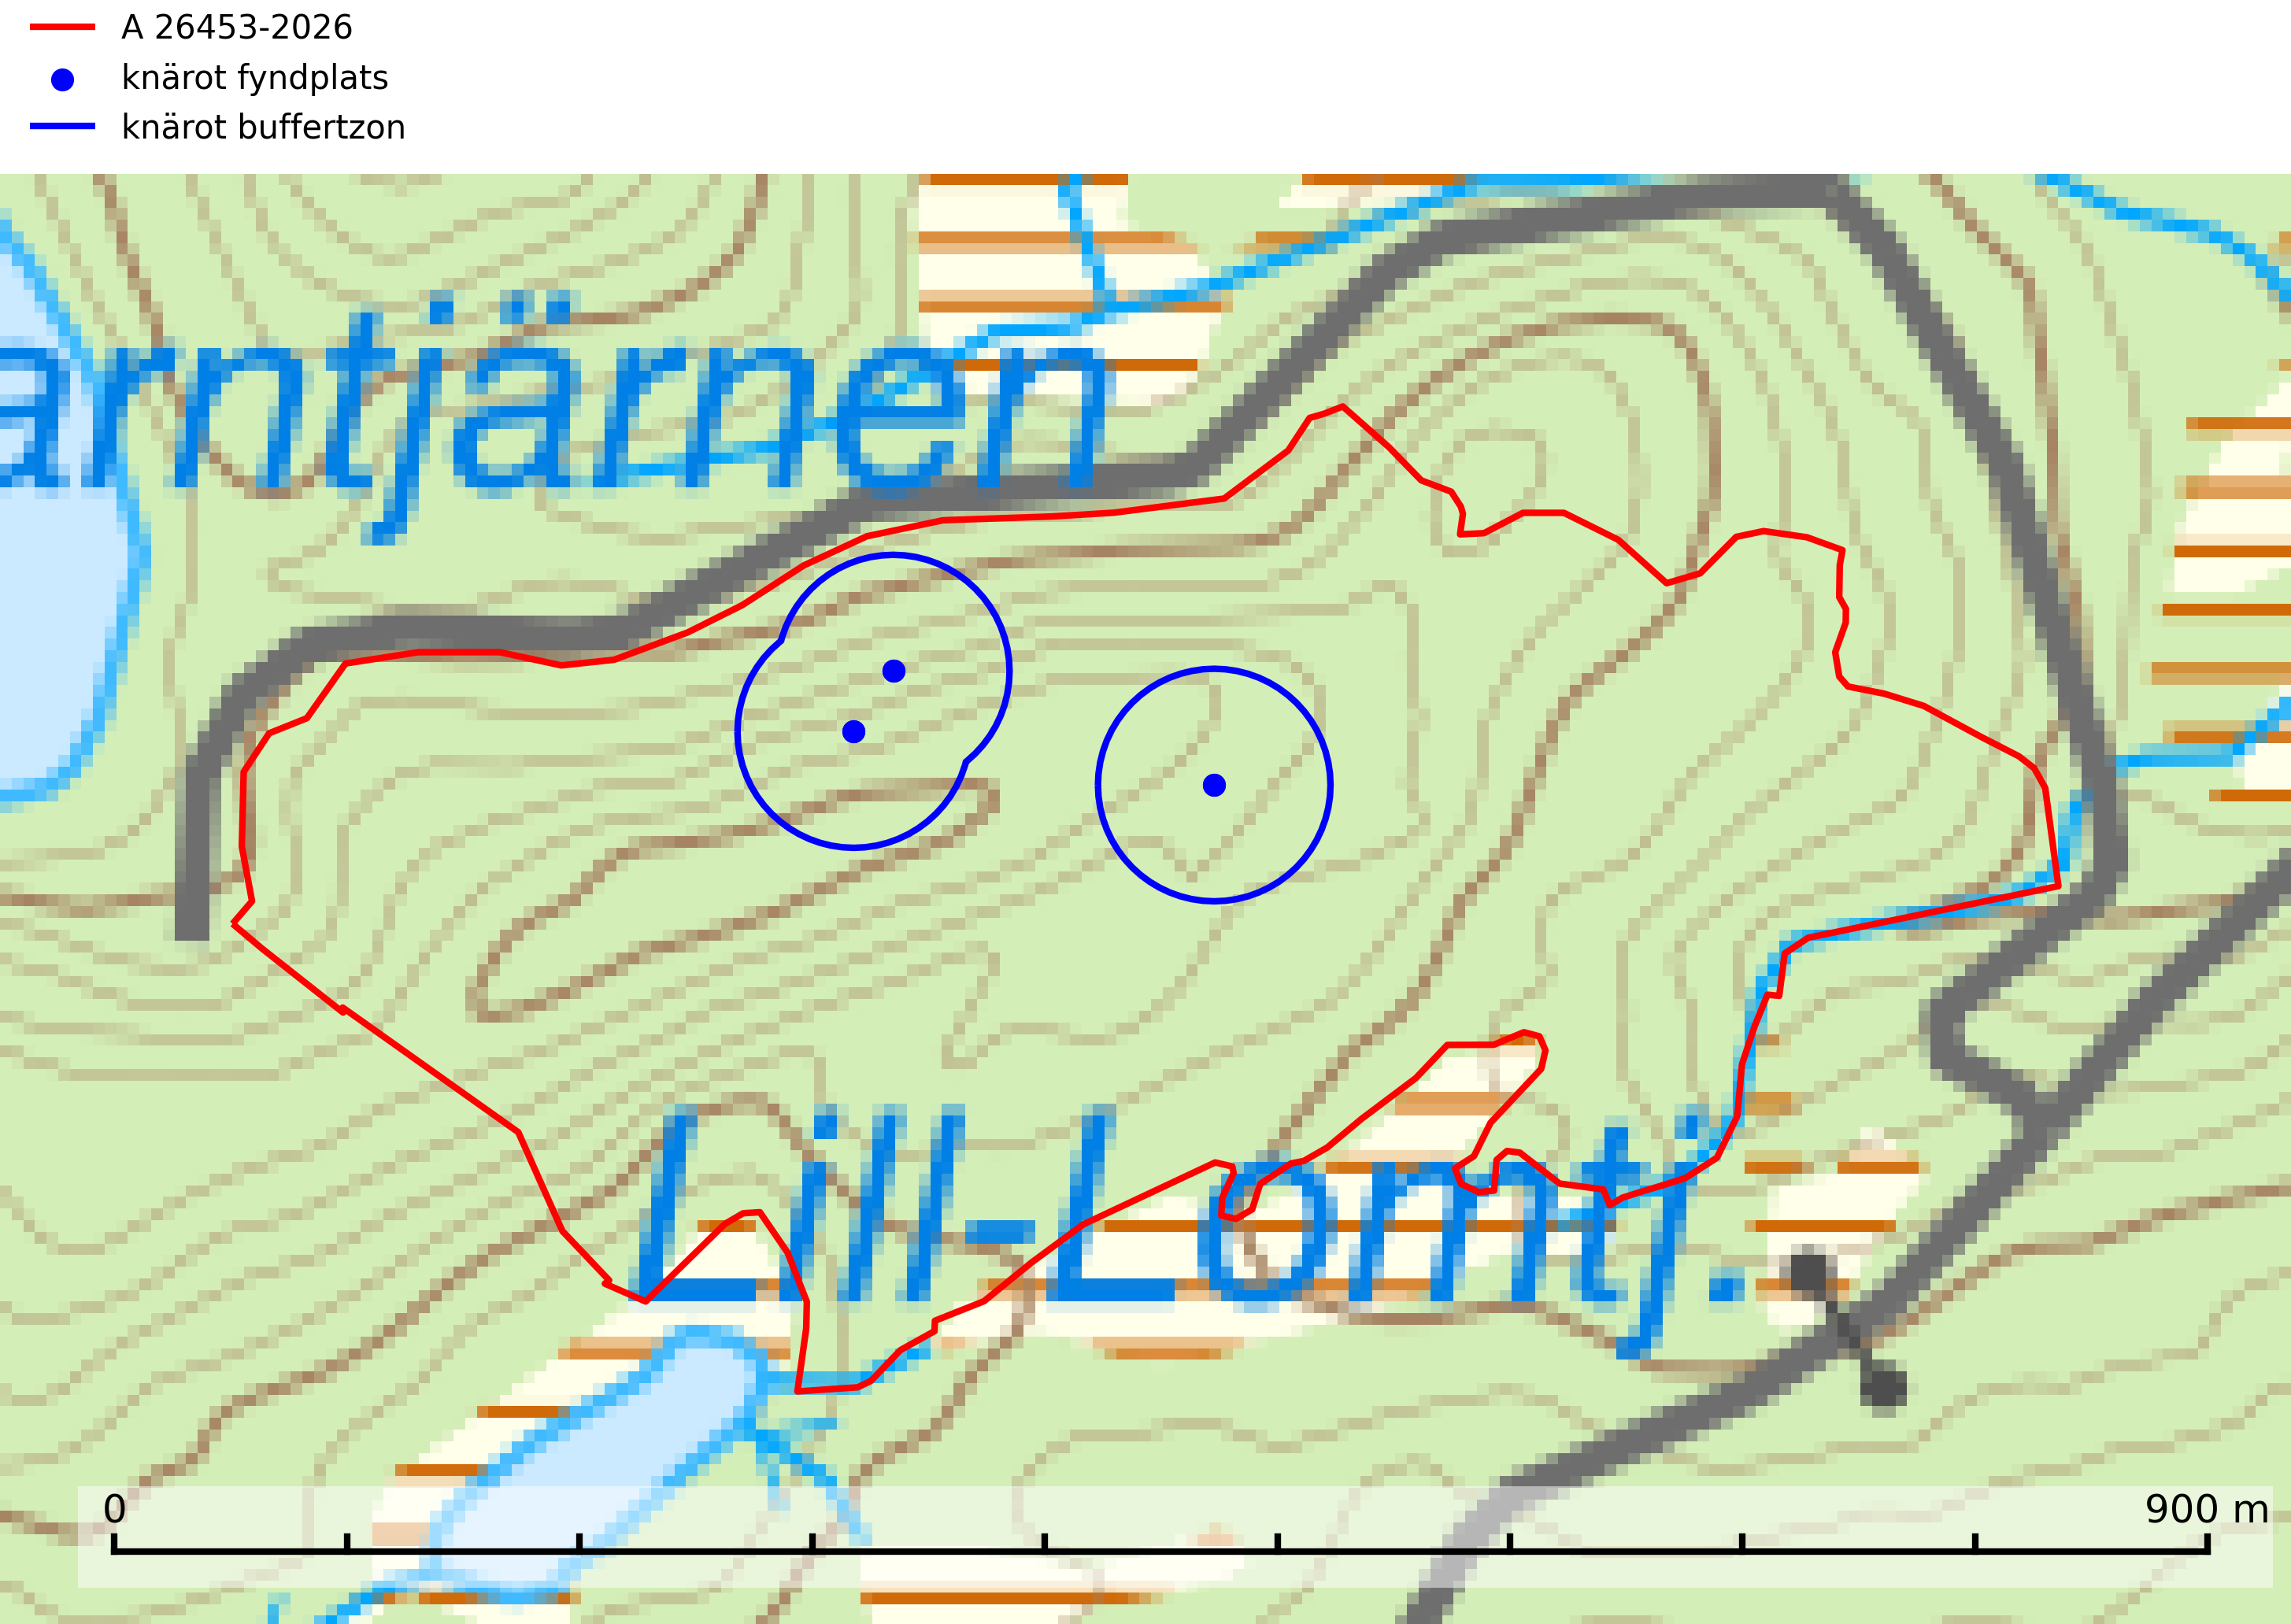 A 26453-2026
knärot fyndplats
knärot buffertzon
arntjärnen
Lill-Lomtj.
0 900 m